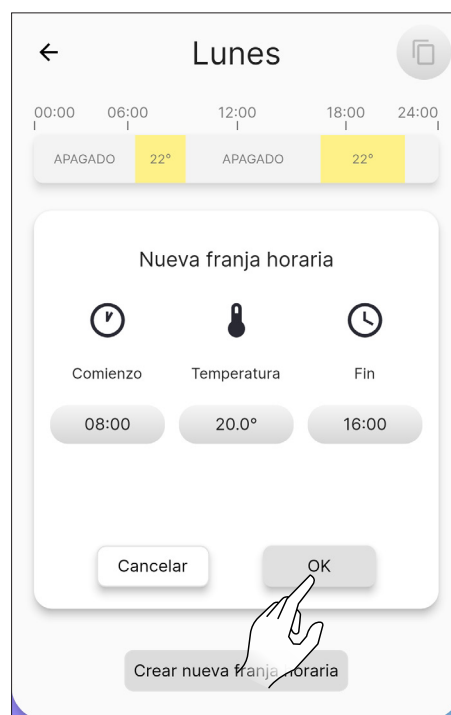 Lunes
00:00 06:00 12:00 18:00 24:00
APAGADO 22° APAGADO 22°
Nueva franja horaria
Comienzo Temperatura Fin
08:00 20.0° 16:00
Cancelar OK
Crear nueva franja horaria